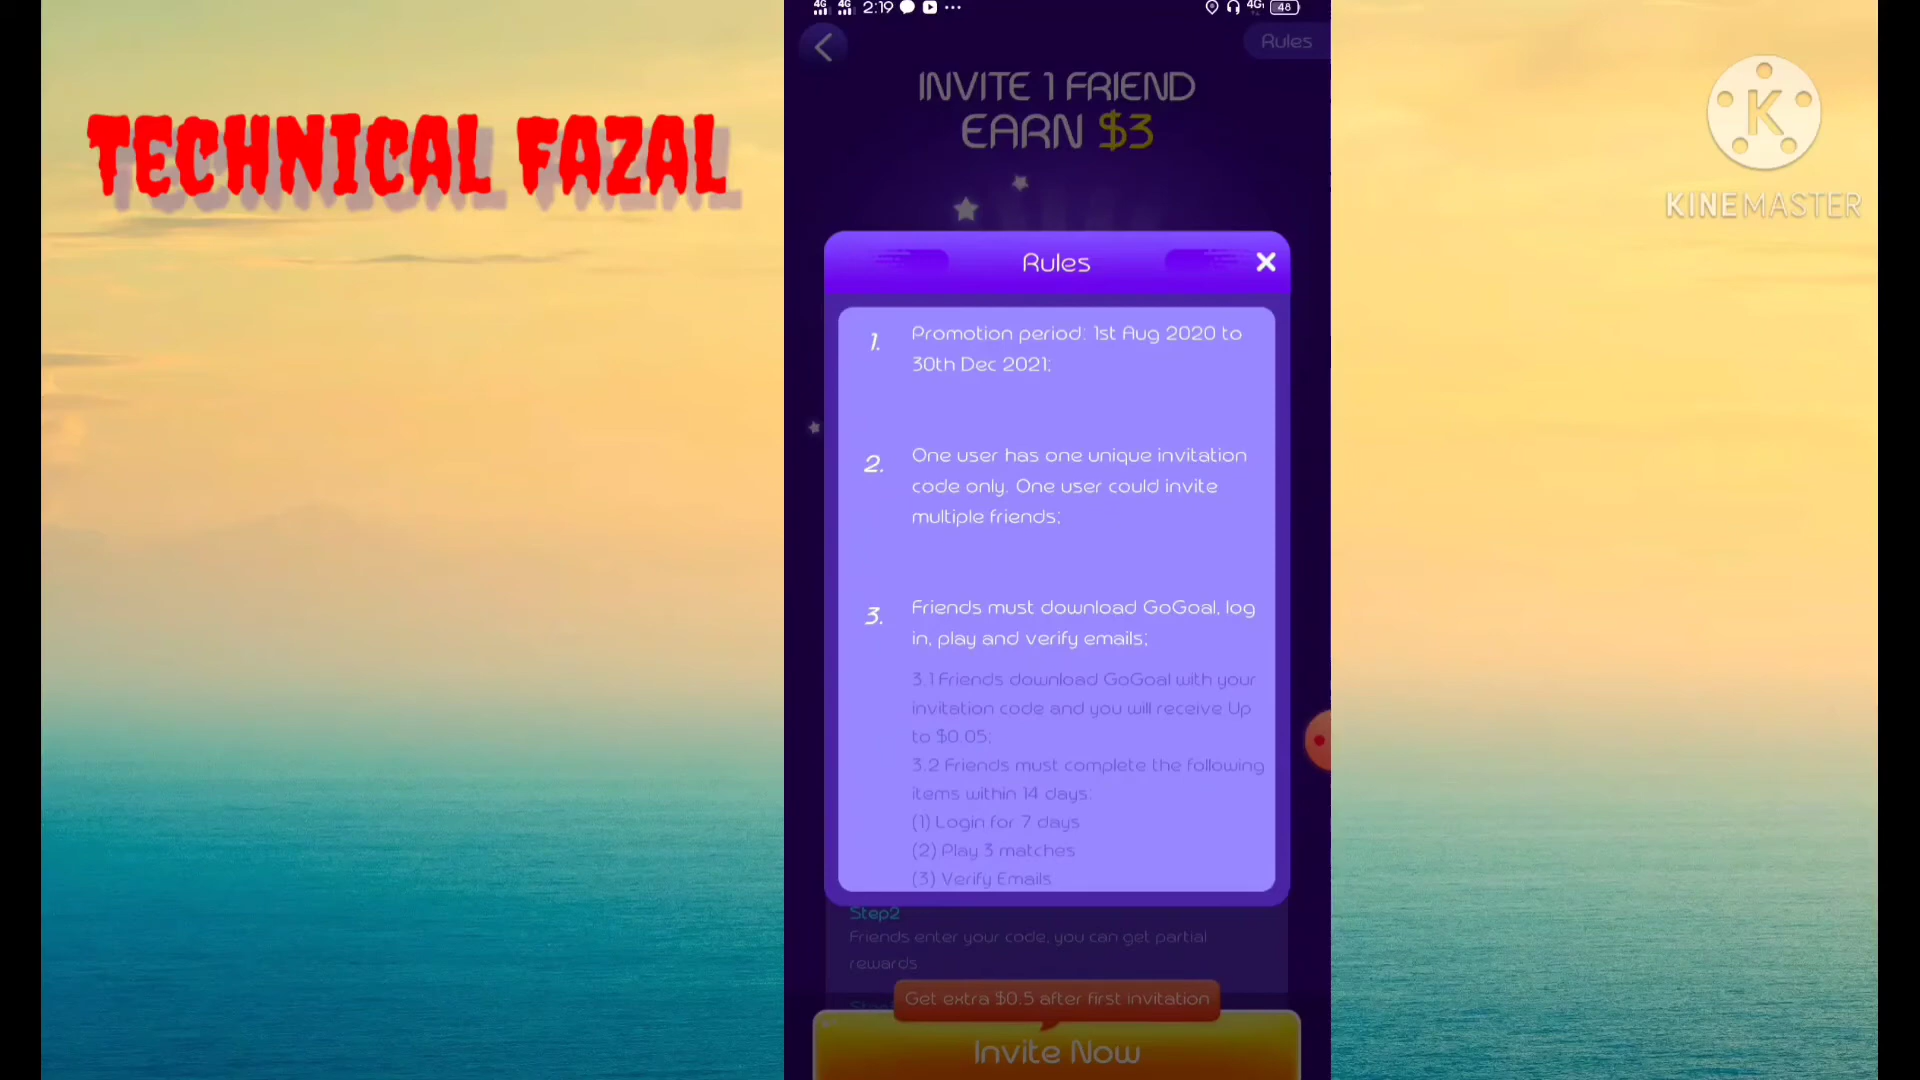 4G 4G 2:19 4G 48
Rules
INVITE 1 FRIEND
EARN $3
TECHNICAL FAZAL
K
KINEMASTER
Rules
1. Promotion period: 1st Aug 2020 to
30th Dec 2021;
2. One user has one unique invitation
code only. One user could invite
multiple friends;
3. Friends must download GoGoal, log
in, play and verify emails;
3.1 Friends download GoGoal with your
invitation code and you will receive Up
to $0.05;
3.2 Friends must complete the following
items within 14 days:
(1) Login for 7 days
(2) Play 3 matches
(3) Verify Emails
Step2
Friends enter your code, you can get partial
rewards
Get extra $0.5 after first invitation
Invite Now